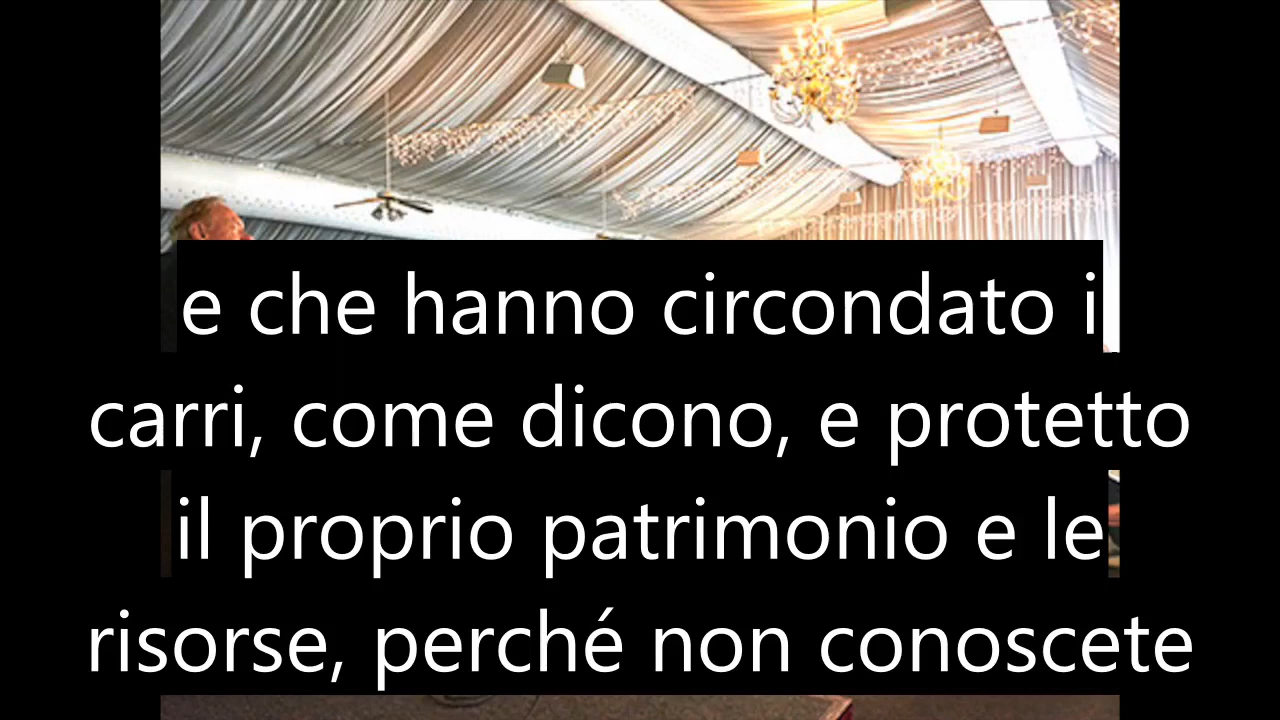 e che hanno circondato i
carri, come dicono, e protetto
il proprio patrimonio e le
risorse, perché non conoscete